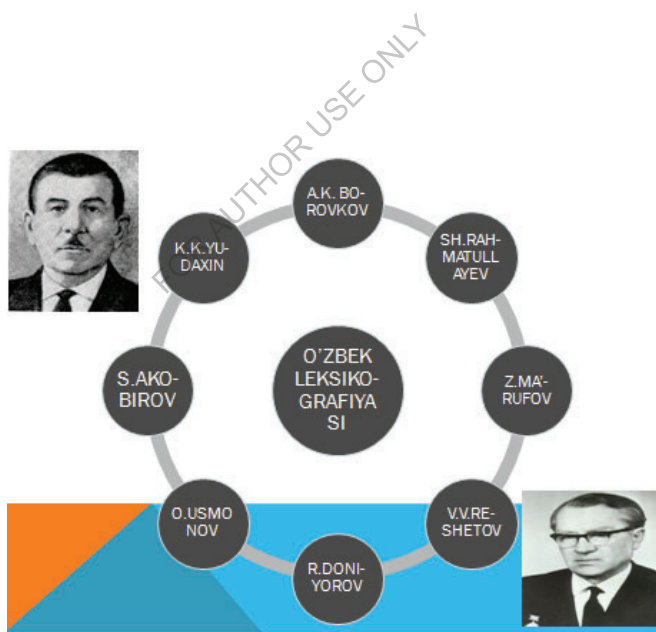 FOR AUTHOR USE ONLY
A.K. BO-
ROVKOV
SH.RAH-
MATULL
AYEV
Z.MA'-
RUFOV
V.V.RE-
SHETOV
R.DONI-
YOROV
O.USMO
NOV
S.AKO-
BIROV
K.K.YU-
DAXIN
O'ZBEK
LEKSIKO-
GRAFIYA
SI